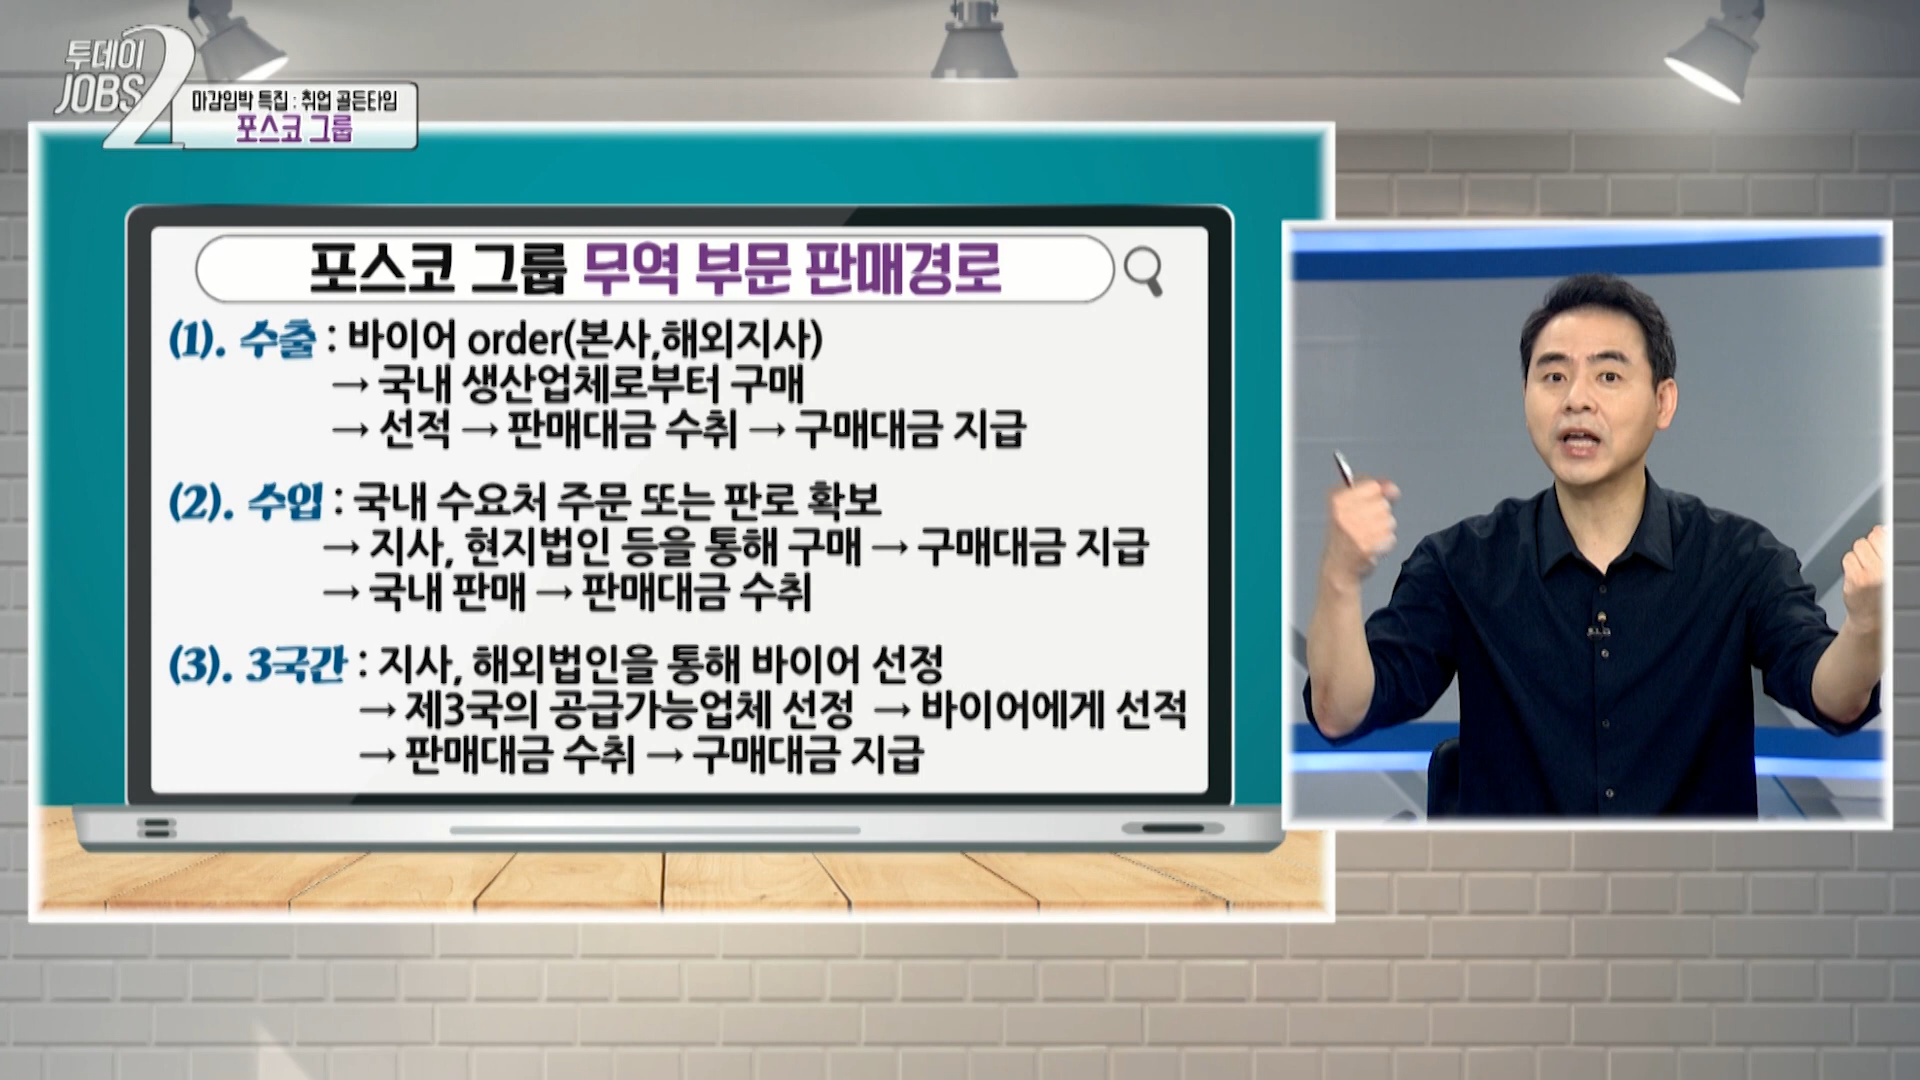 투데이
JOBS 2
마감임박 특집 : 취업 골든타임
포스코 그룹
포스코 그룹 무역 부문 판매경로
(1). 수출 : 바이어 order(본사,해외지사)
→ 국내 생산업체로부터 구매
→ 선적 → 판매대금 수취 → 구매대금 지급
(2). 수입 : 국내 수요처 주문 또는 판로 확보
→ 지사, 현지법인 등을 통해 구매 → 구매대금 지급
→ 국내 판매 → 판매대금 수취
(3). 3국간 : 지사, 해외법인을 통해 바이어 선정
→ 제3국의 공급가능업체 선정 → 바이어에게 선적
→ 판매대금 수취 → 구매대금 지급